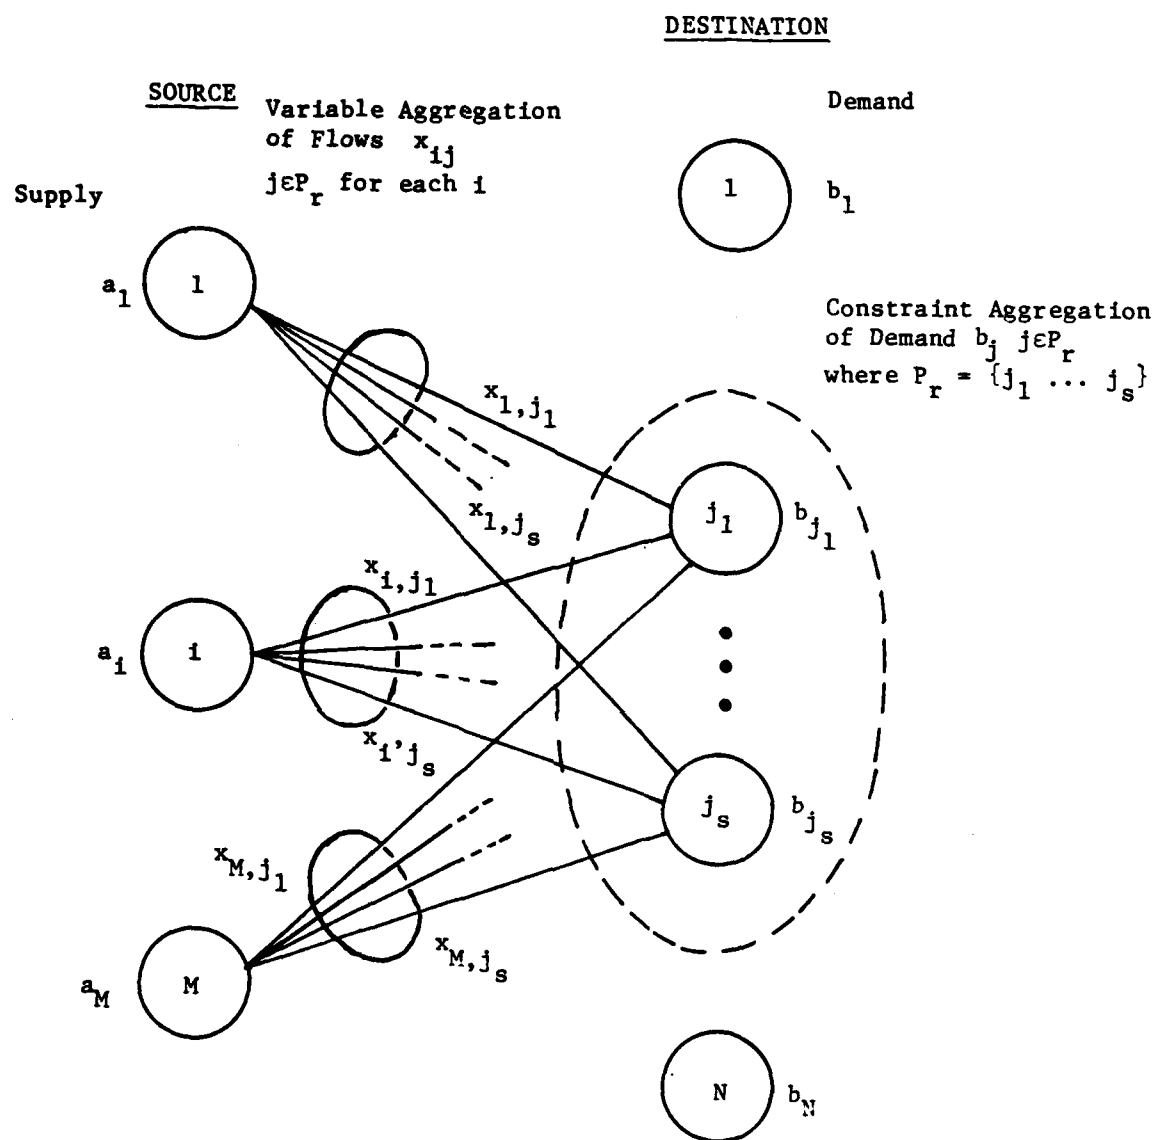 DESTINATION
SOURCE
Variable Aggregation
of Flows x_ij
jεP_r for each i
Demand
Supply
1
b_1
a_1
1
Constraint Aggregation
of Demand b_j jεP_r
where P_r = {j_1 ... j_s}
x_1,j_1
x_1,j_s
j_1
b_j_1
x_i,j_1
a_i
i
x_i,j_s
j_s
b_j_s
x_M,j_1
x_M,j_s
a_M
M
N
b_N